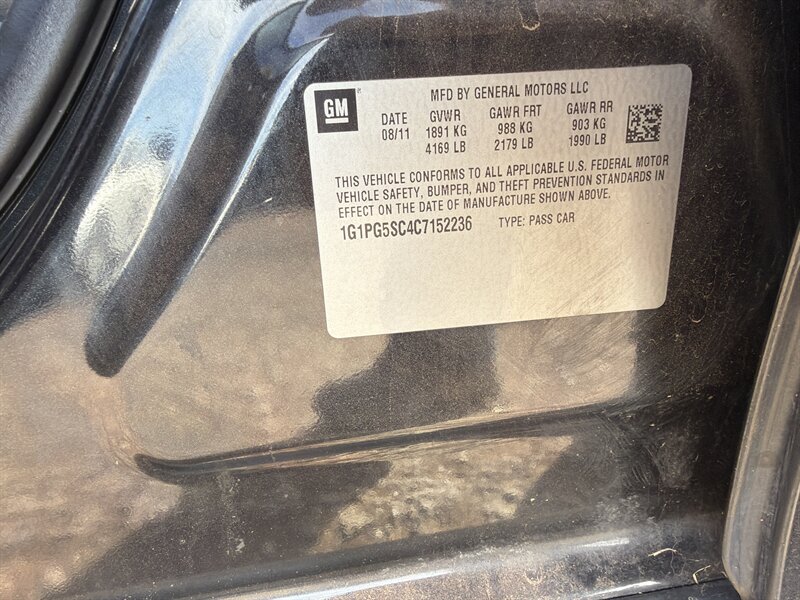 GM
MFD BY GENERAL MOTORS LLC
DATE GVWR GAWR FRT GAWR RR
08/11 1891 KG 988 KG 903 KG
4169 LB 2179 LB 1990 LB
THIS VEHICLE CONFORMS TO ALL APPLICABLE U.S. FEDERAL MOTOR
VEHICLE SAFETY, BUMPER, AND THEFT PREVENTION STANDARDS IN
EFFECT ON THE DATE OF MANUFACTURE SHOWN ABOVE.
1G1PG5SC4C7152236 TYPE: PASS CAR